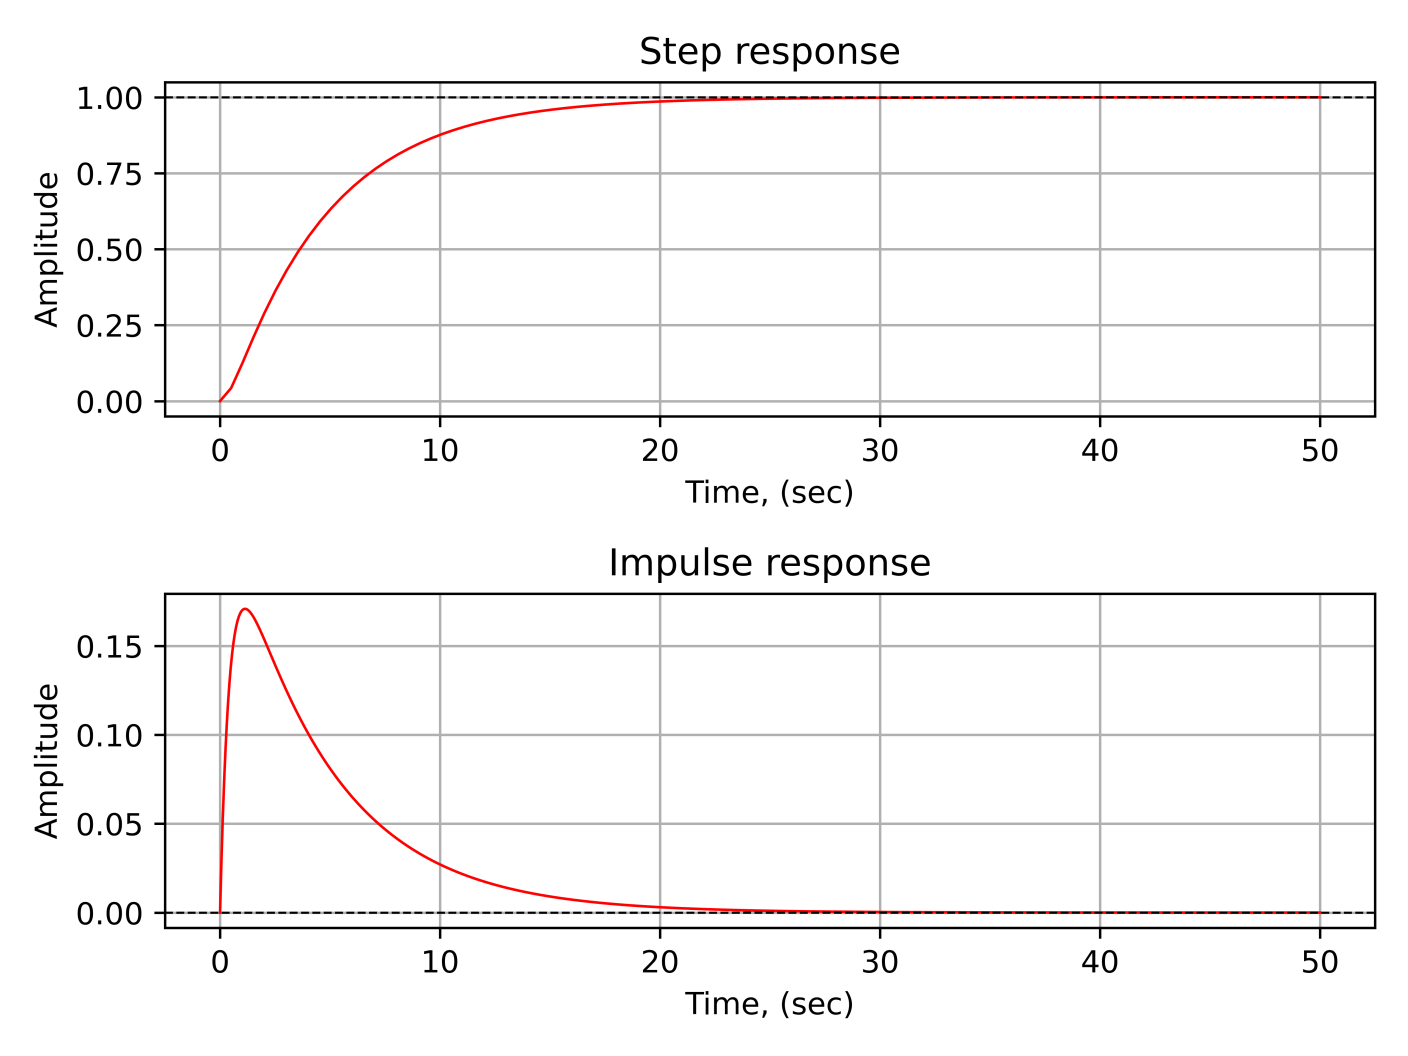 Step response
1.00
0.75
0.50
0.25
0.00
Amplitude
0 10 20 30 40 50
Time, (sec)
Impulse response
0.15
0.10
0.05
0.00
Amplitude
0 10 20 30 40 50
Time, (sec)